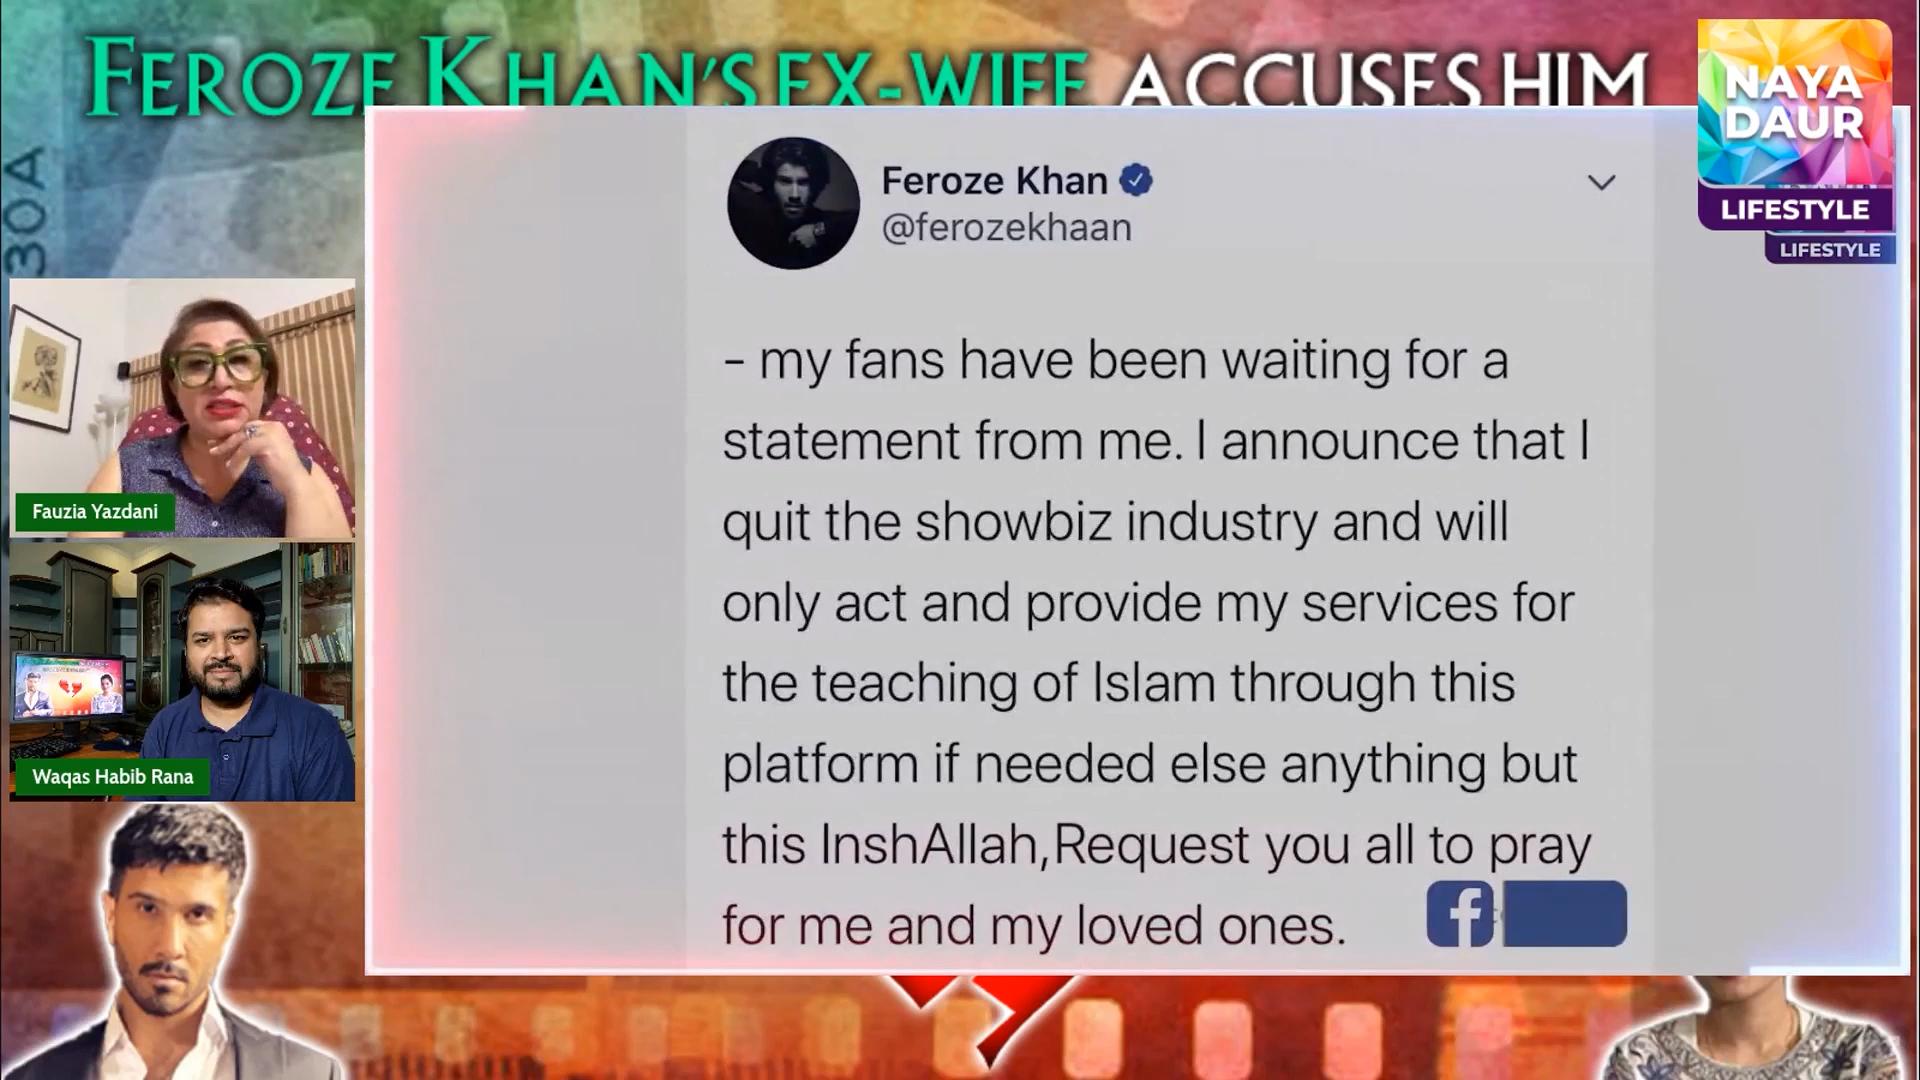 FEROZE KHAN'S EX-WIFE ACCUSES HIM
NAYA
DAUR
LIFESTYLE
LIFESTYLE
30A
Feroze Khan
@ferozekhaan
- my fans have been waiting for a
statement from me. I announce that I
quit the showbiz industry and will
only act and provide my services for
the teaching of Islam through this
platform if needed else anything but
this InshAllah,Request you all to pray
for me and my loved ones.
f
Fauzia Yazdani
Waqas Habib Rana